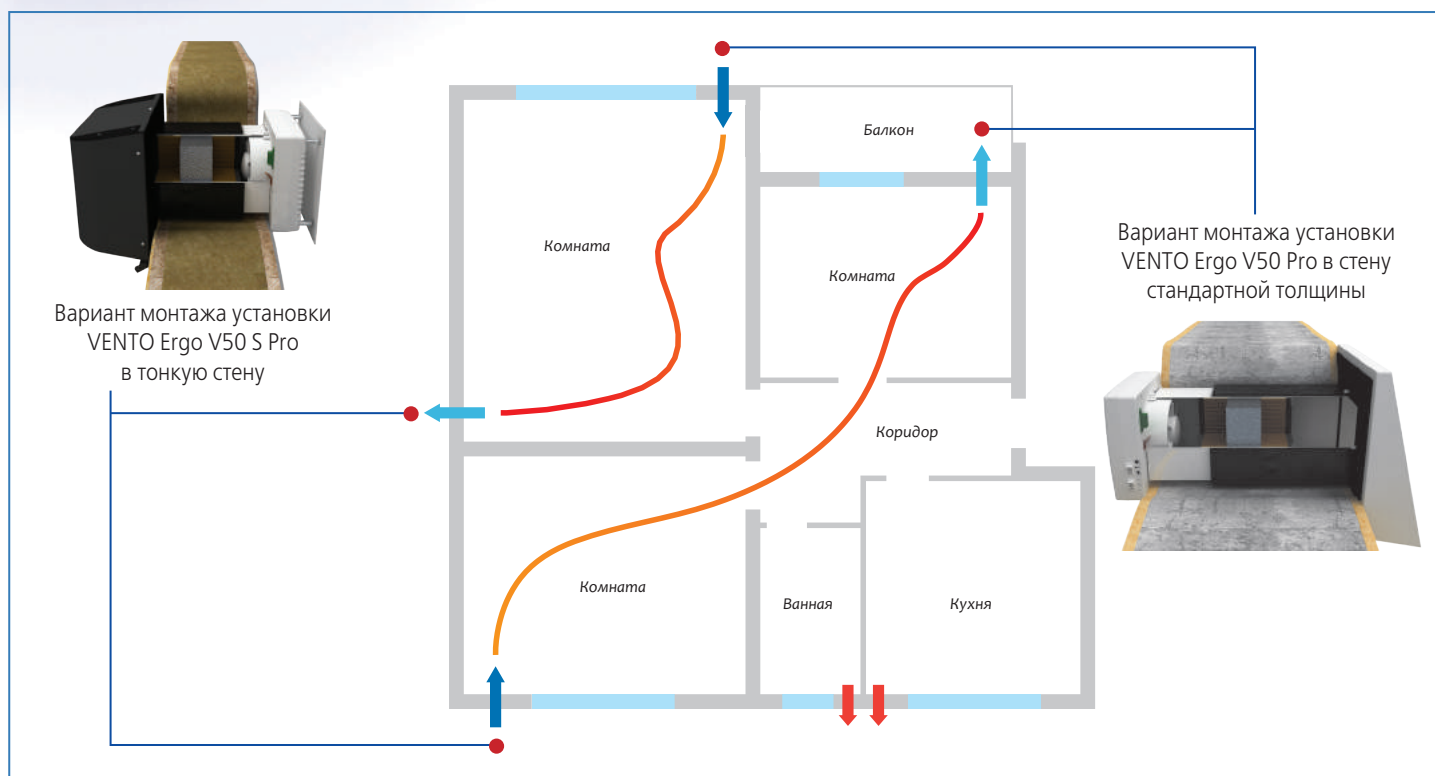 Балкон
Комната
Комната
Вариант монтажа установки
VENTO Ergo V50 Pro в стену
стандартной толщины
Вариант монтажа установки
VENTO Ergo V50 S Pro
в тонкую стену
Коридор
Комната
Ванная
Кухня